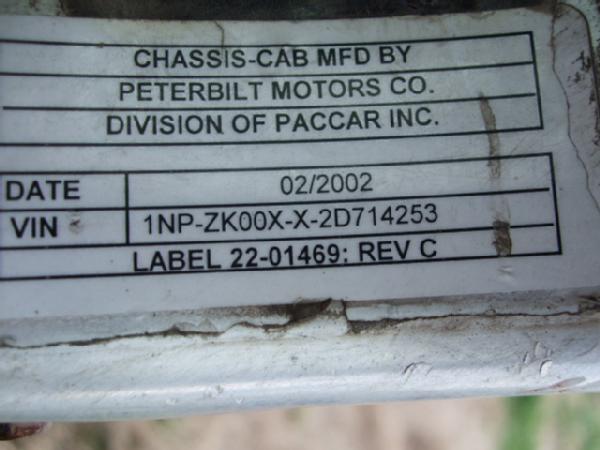 CHASSIS-CAB MFD BY
PETERBILT MOTORS CO.
DIVISION OF PACCAR INC.
DATE 02/2002
VIN 1NP-ZK00X-X-2D714253
LABEL 22-01469: REV C